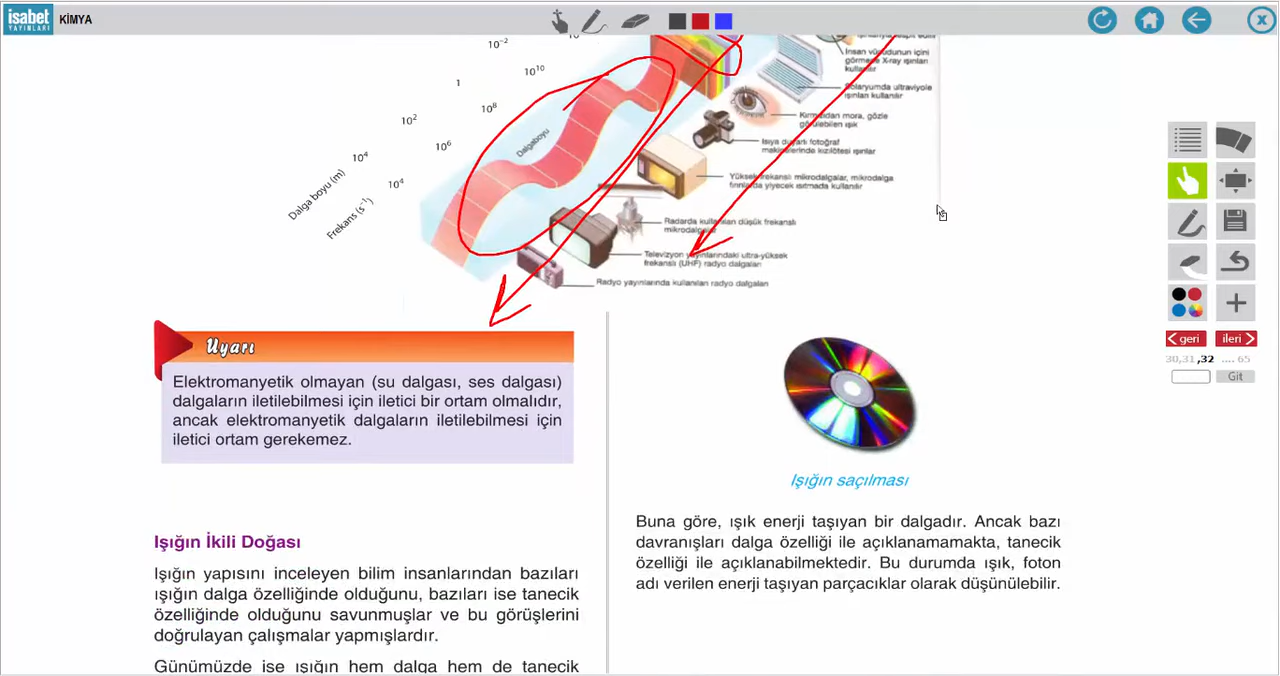 isabet
YAYINLARI
KİMYA
10⁻²
1
10¹⁰
10²
10⁸
10⁴
10⁶
10⁴
Dalga boyu (m)
Frekans (s⁻¹)
Dalgaboyu
İnsan vücudunun içini
görmede X-ray ışınları
kullanılır
Solaryumda ultraviyole
ışınları kullanılır
Kırmızıdan mora, gözle
görülebilen ışık
Isıya duyarlı fotoğraf
makinelerinde kızılötesi ışınlar
Yüksek frekanslı mikrodalgalar, mikrodalga
fırınlarda yiyecek ısıtmada kullanılır
Radarda kullanılan düşük frekanslı
mikrodalgalar
Televizyon yayınlarındaki ultra-yüksek
frekanslı (UHF) radyo dalgaları
Radyo yayınlarında kullanılan radyo dalgaları
geri
ileri
30,31 ,32 .... 65
Git
Uyarı
Elektromanyetik olmayan (su dalgası, ses dalgası)
dalgaların iletilebilmesi için iletici bir ortam olmalıdır,
ancak elektromanyetik dalgaların iletilebilmesi için
iletici ortam gerekemez.
Işığın İkili Doğası
Işığın yapısını inceleyen bilim insanlarından bazıları
ışığın dalga özelliğinde olduğunu, bazıları ise tanecik
özelliğinde olduğunu savunmuşlar ve bu görüşlerini
doğrulayan çalışmalar yapmışlardır.
Günümüzde ise ışığın hem dalga hem de tanecik
Işığın saçılması
Buna göre, ışık enerji taşıyan bir dalgadır. Ancak bazı
davranışları dalga özelliği ile açıklanamamakta, tanecik
özelliği ile açıklanabilmektedir. Bu durumda ışık, foton
adı verilen enerji taşıyan parçacıklar olarak düşünülebilir.